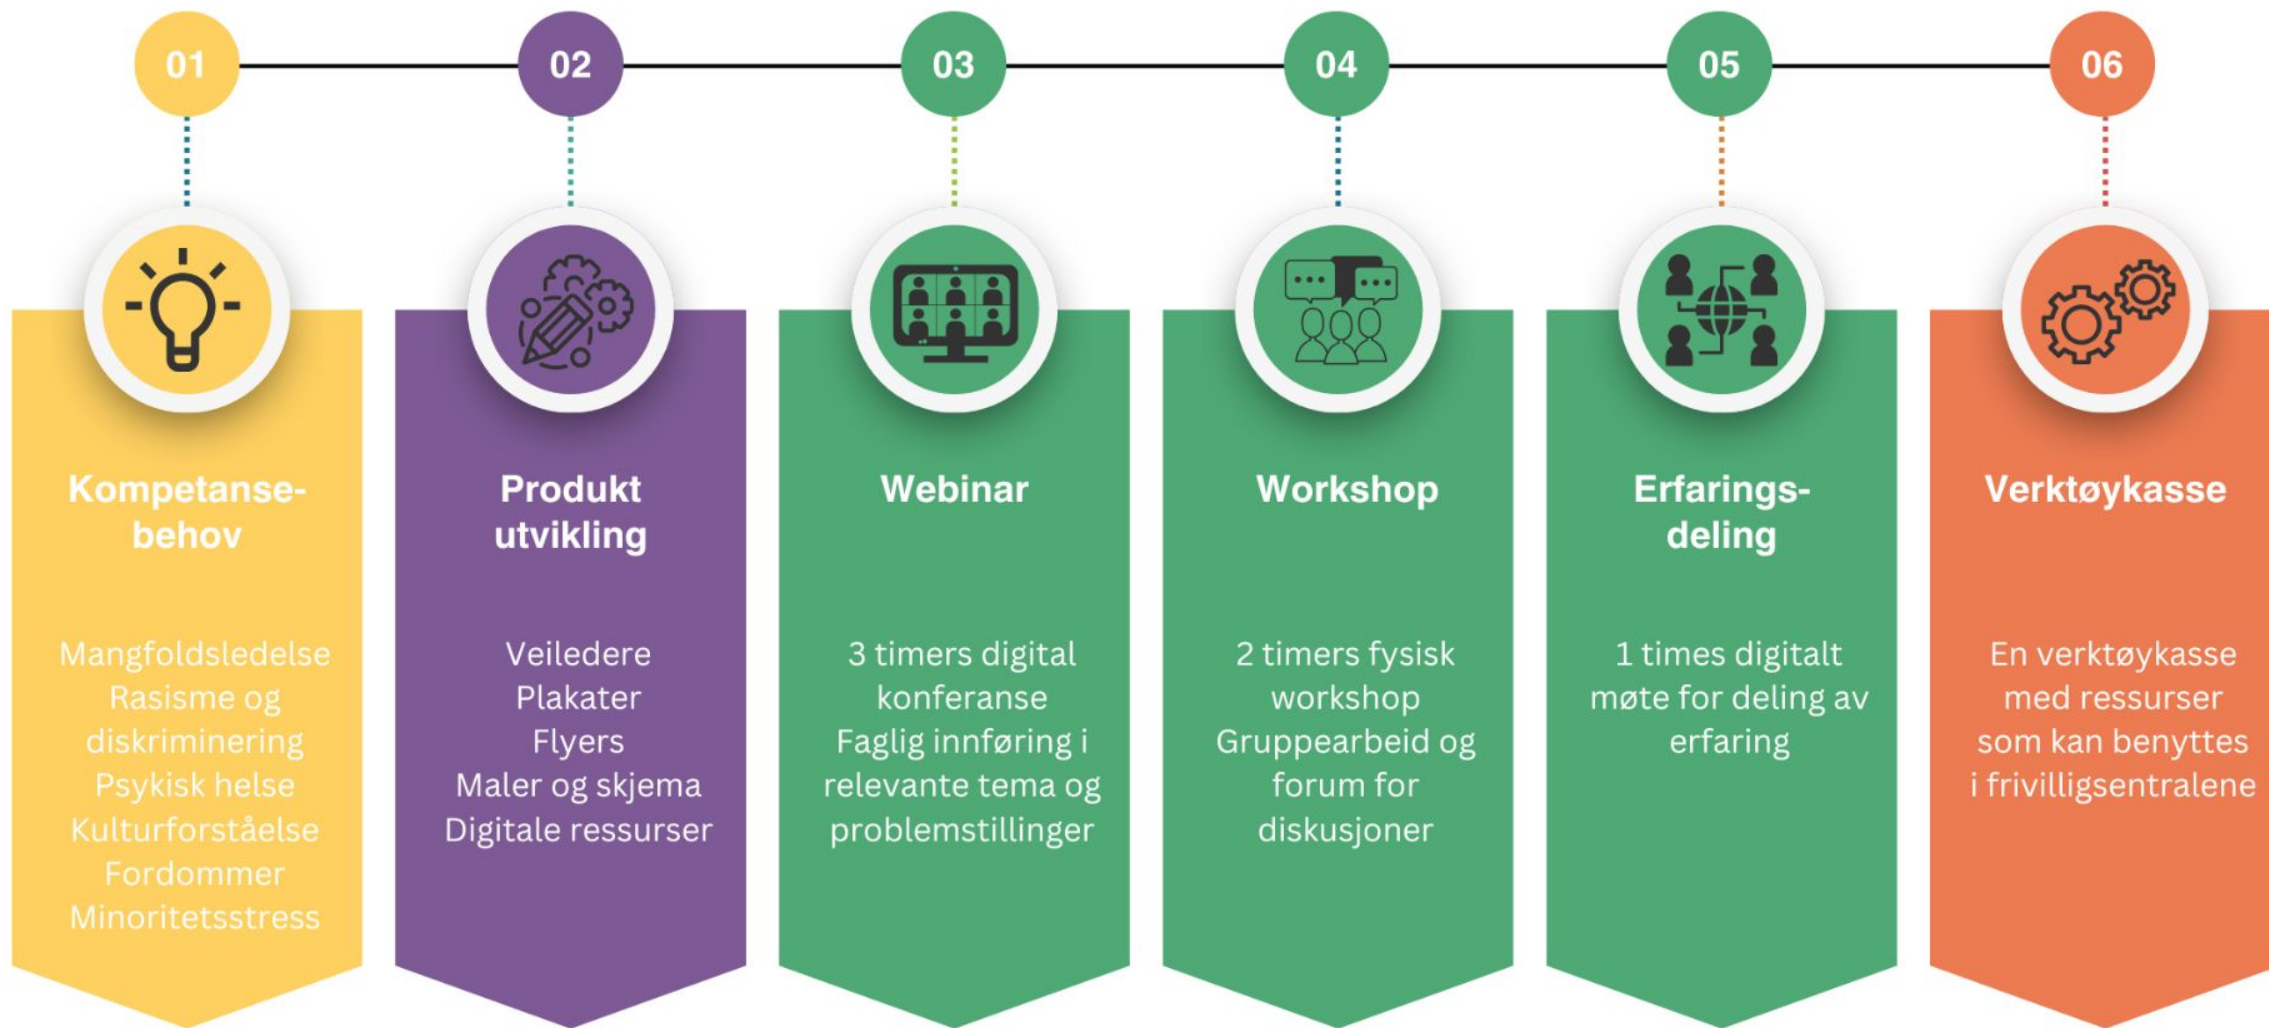 01
02
03
04
05
06
Kompetanse-
behov
Mangfoldsledelse
Rasisme og
diskriminering
Psykisk helse
Kulturforståelse
Fordommer
Minoritetsstress
Produkt
utvikling
Veiledere
Plakater
Flyers
Maler og skjema
Digitale ressurser
Webinar
3 timers digital
konferanse
Faglig innføring i
relevante tema og
problemstillinger
Workshop
2 timers fysisk
workshop
Gruppearbeid og
forum for
diskusjoner
Erfarings-
deling
1 times digitalt
møte for deling av
erfaring
Verktøykasse
En verktøykasse
med ressurser
som kan benyttes
i frivilligsentralene